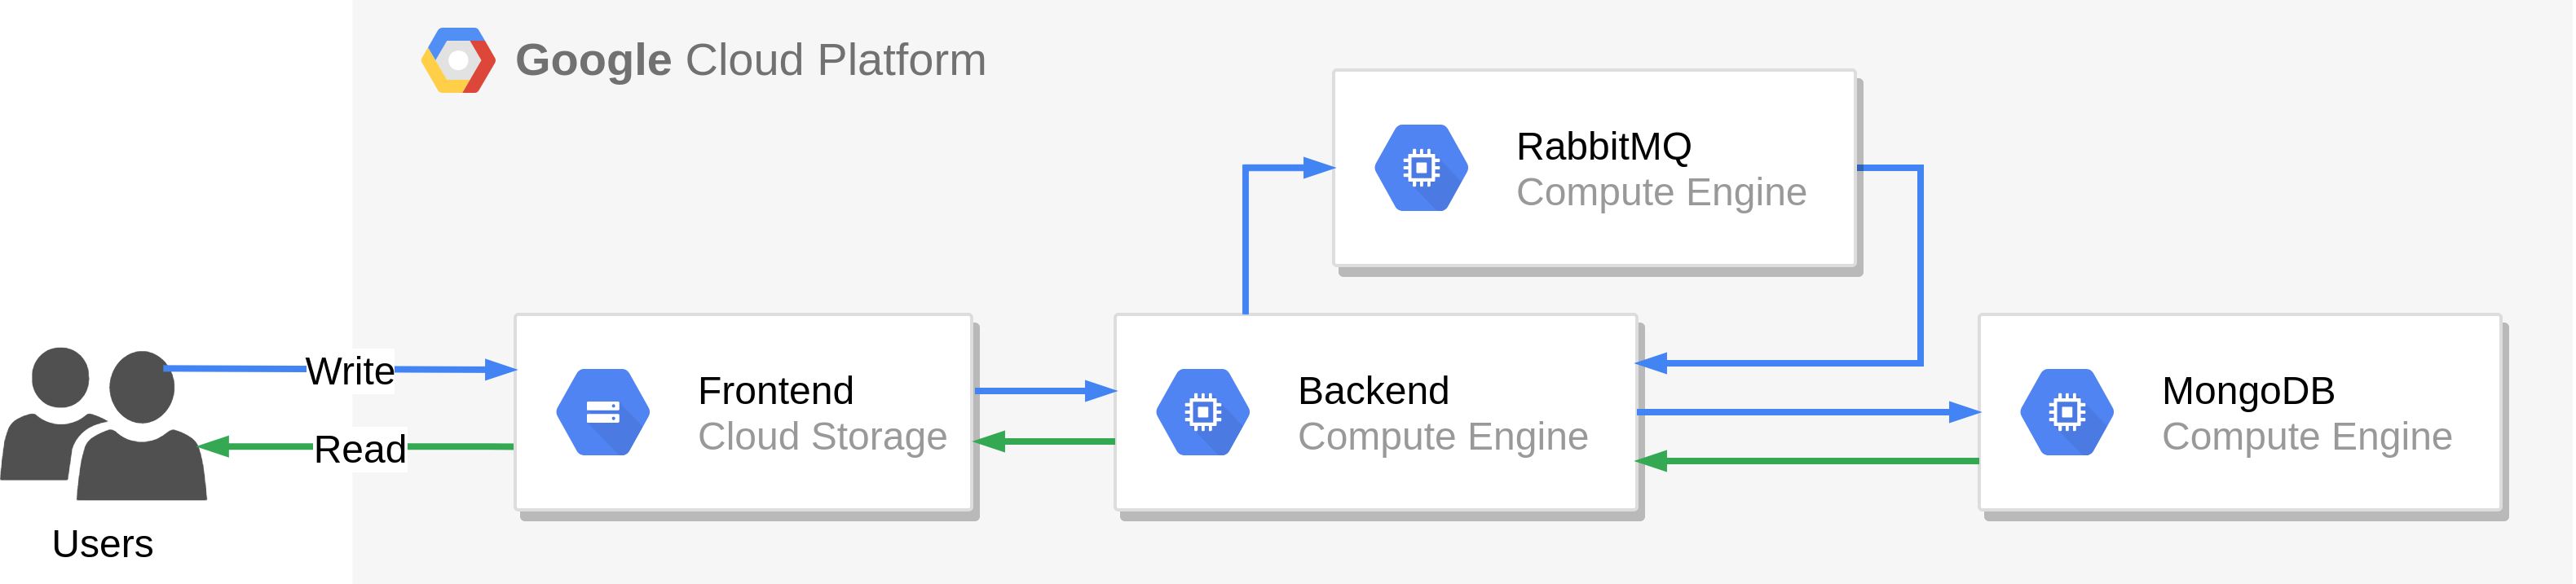 Google Cloud Platform
RabbitMQ
Compute Engine
Write
Frontend
Cloud Storage
Backend
Compute Engine
MongoDB
Compute Engine
Read
Users